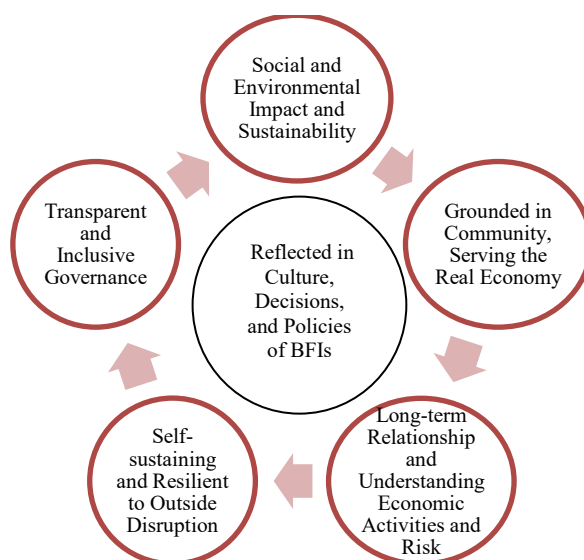 Social and
Environmental
Impact and
Sustainability
Grounded in
Community,
Serving the
Real Economy
Long-term
Relationship
and
Understanding
Economic
Activities and
Risk
Self-
sustaining
and Resilient
to Outside
Disruption
Transparent
and
Inclusive
Governance
Reflected in
Culture,
Decisions,
and Policies
of BFIs